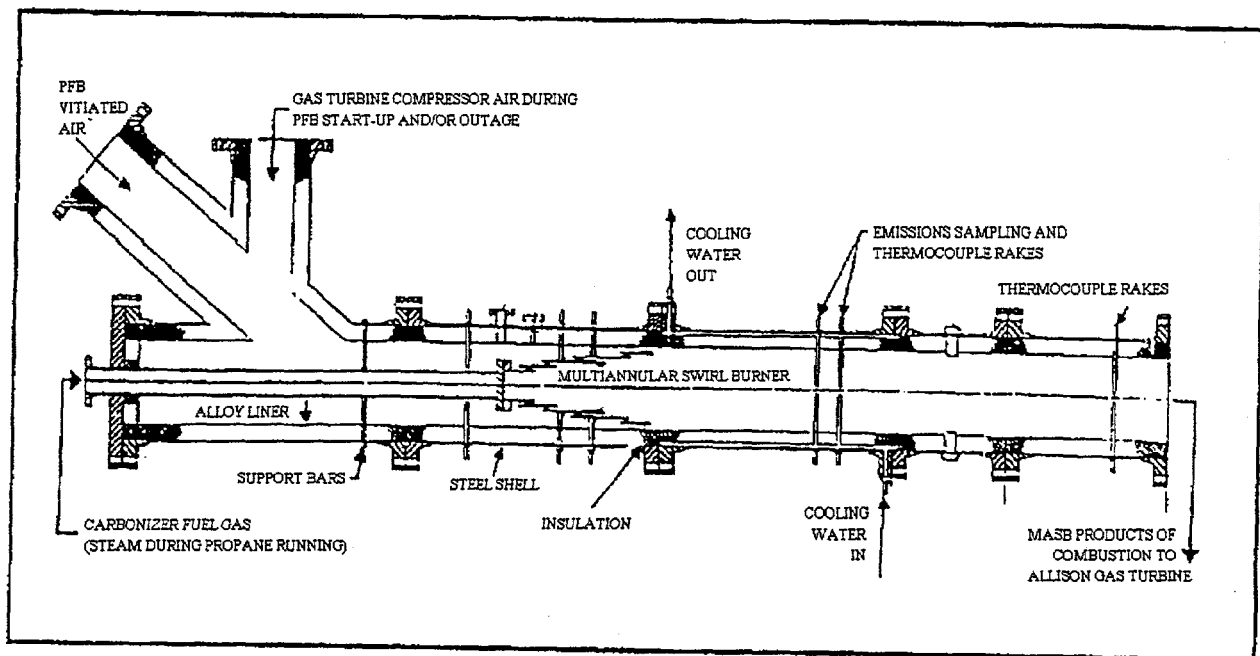 PFB
VITIATED
AIR
GAS TURBINE COMPRESSOR AIR DURING
PFB START-UP AND/OR OUTAGE
COOLING
WATER
OUT
EMISSIONS SAMPLING AND
THERMOCOUPLE RAKES
THERMOCOUPLE RAKES
MULTIANNULAR SWIRL BURNER
ALLOY LINER
SUPPORT BARS
STEEL SHELL
INSULATION
CARBONIZER FUEL GAS
(STEAM DURING PROPANE RUNNING)
COOLING
WATER
IN
MASB PRODUCTS OF
COMBUSTION TO
ALLISON GAS TURBINE